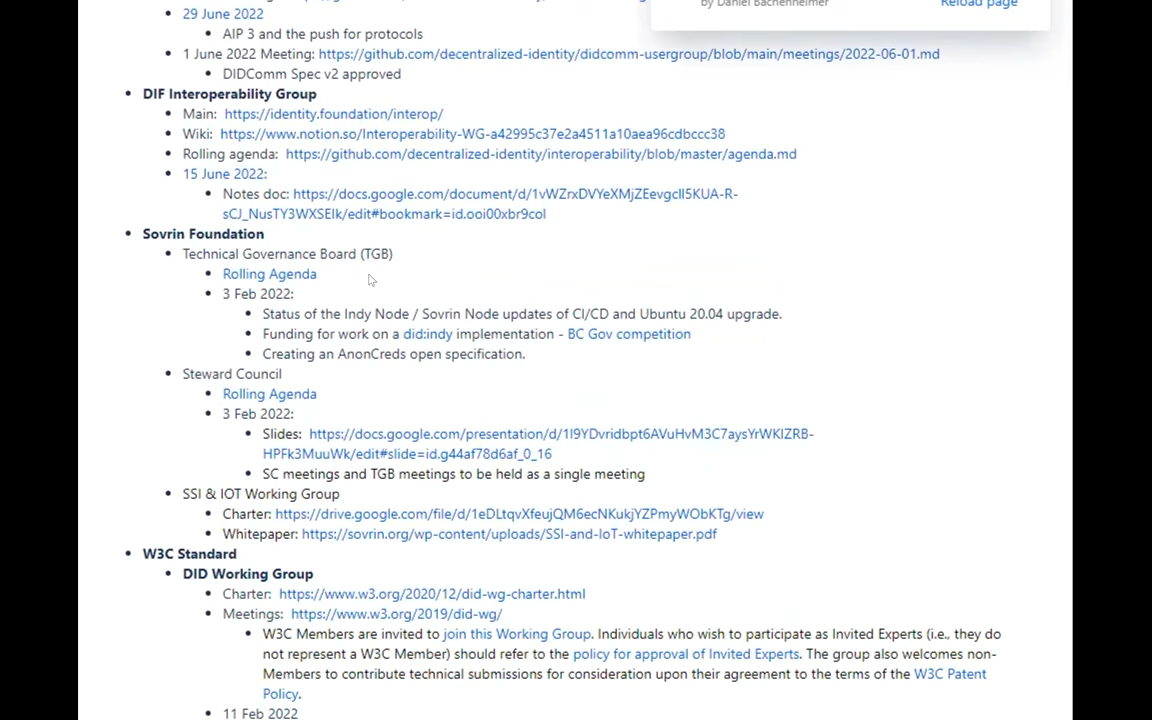 29 June 2022
by Daniel Bachenheimer
Reload page
AIP 3 and the push for protocols
1 June 2022 Meeting: https://github.com/decentralized-identity/didcomm-usergroup/blob/main/meetings/2022-06-01.md
DIDComm Spec v2 approved
DIF Interoperability Group
Main: https://identity.foundation/interop/
Wiki: https://www.notion.so/Interoperability-WG-a42995c37e2a4511a10aea96cdbccc38
Rolling agenda: https://github.com/decentralized-identity/interoperability/blob/master/agenda.md
15 June 2022:
Notes doc: https://docs.google.com/document/d/1vWZrxDVYeXMjZEevgcll5KUA-R-
sCJ_NusTY3WXSElk/edit#bookmark=id.ooi00xbr9col
Sovrin Foundation
Technical Governance Board (TGB)
Rolling Agenda
3 Feb 2022:
Status of the Indy Node / Sovrin Node updates of CI/CD and Ubuntu 20.04 upgrade.
Funding for work on a did:indy implementation - BC Gov competition
Creating an AnonCreds open specification.
Steward Council
Rolling Agenda
3 Feb 2022:
Slides: https://docs.google.com/presentation/d/1I9YDvridbpt6AVuHvM3C7aysYrWKIZRB-
HPFk3MuuWk/edit#slide=id.g44af78d6af_0_16
SC meetings and TGB meetings to be held as a single meeting
SSI & IOT Working Group
Charter: https://drive.google.com/file/d/1eDLtqvXfeujQM6ecNKukjYZPmyWObKTg/view
Whitepaper: https://sovrin.org/wp-content/uploads/SSI-and-IoT-whitepaper.pdf
W3C Standard
DID Working Group
Charter: https://www.w3.org/2020/12/did-wg-charter.html
Meetings: https://www.w3.org/2019/did-wg/
W3C Members are invited to join this Working Group. Individuals who wish to participate as Invited Experts (i.e., they do
not represent a W3C Member) should refer to the policy for approval of Invited Experts. The group also welcomes non-
Members to contribute technical submissions for consideration upon their agreement to the terms of the W3C Patent
Policy.
11 Feb 2022